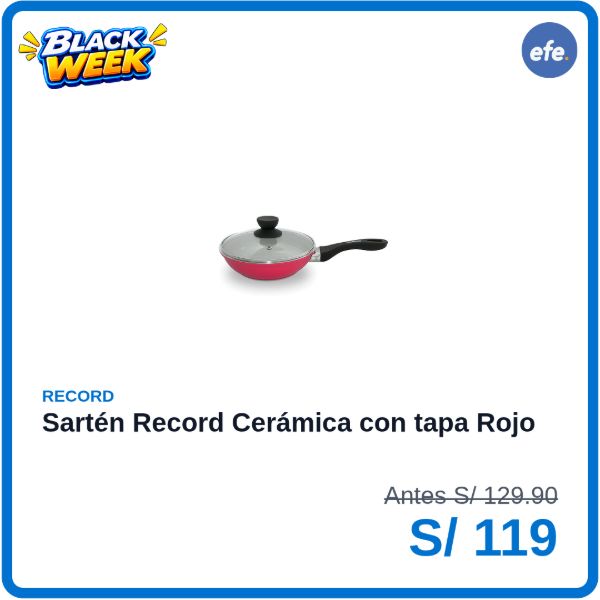 BLACK
WEEK
efe.
RECORD
Sartén Record Cerámica con tapa Rojo
Antes S/ 129.90
S/ 119